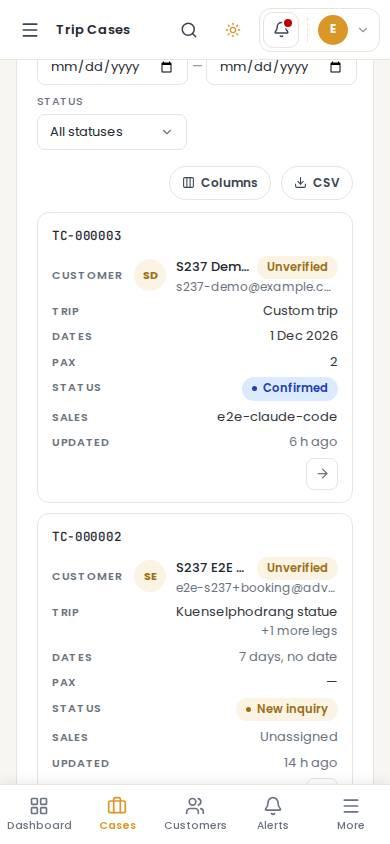 Trip Cases
E
mm/dd/yyyy – mm/dd/yyyy
STATUS
All statuses
Columns
CSV
TC-000003
CUSTOMER SD S237 Dem... Unverified
s237-demo@example.c...
TRIP Custom trip
DATES 1 Dec 2026
PAX 2
STATUS Confirmed
SALES e2e-claude-code
UPDATED 6 h ago
TC-000002
CUSTOMER SE S237 E2E ... Unverified
e2e-s237+booking@adv...
TRIP Kuenselphodrang statue
+1 more legs
DATES 7 days, no date
PAX —
STATUS New inquiry
SALES Unassigned
UPDATED 14 h ago
Dashboard Cases Customers Alerts More